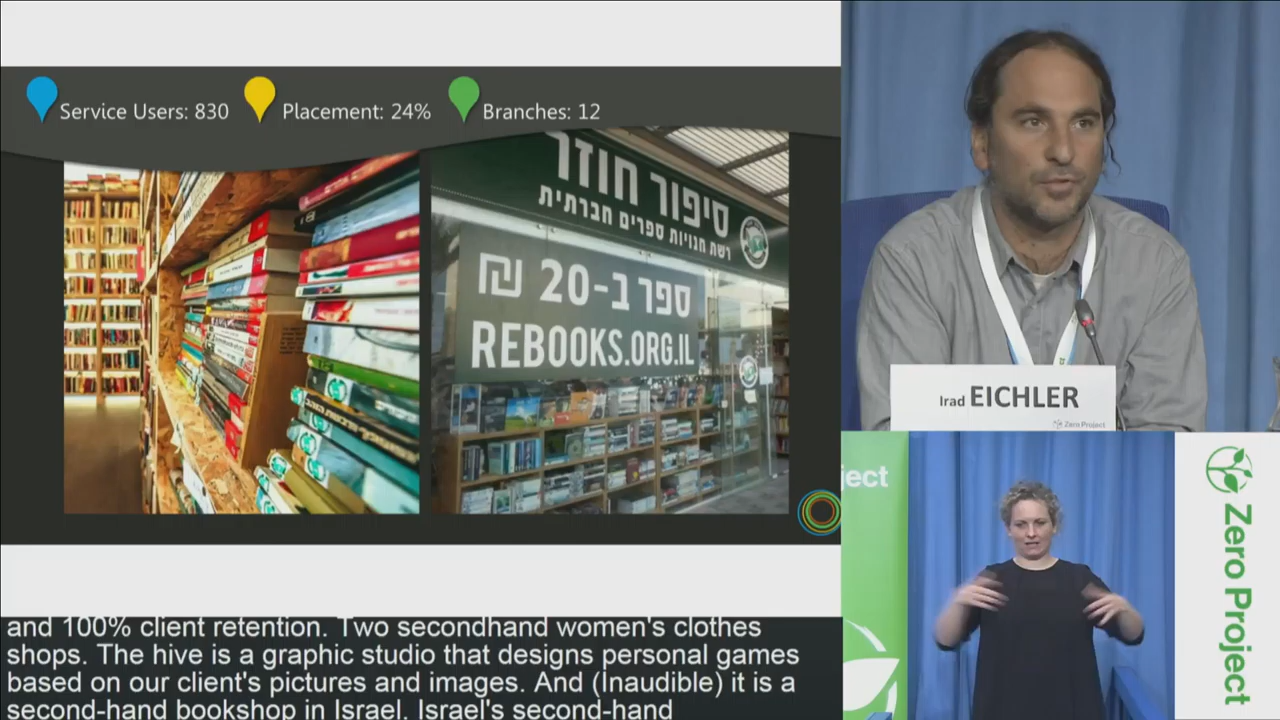 Service Users: 830
Placement: 24%
Branches: 12
סיפור חוזר
רשת חנויות ספרים חברתית
ספר ב-20 ₪
REBOOKS.ORG.IL
Irad EICHLER
Zero Project
ject
Zero Project
and 100% client retention. Two secondhand women's clothes
shops. The hive is a graphic studio that designs personal games
based on our client's pictures and images. And (Inaudible) it is a
second-hand bookshop in Israel. Israel's second-hand